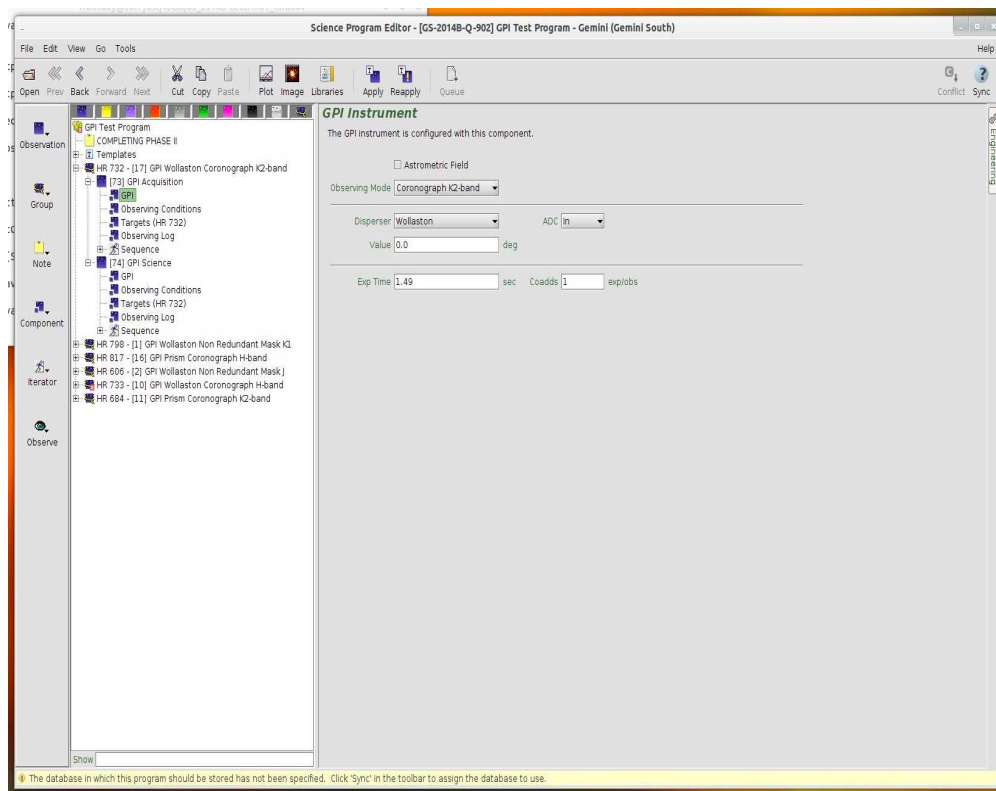 Science Program Editor - [GS-2014B-Q-902] GPI Test Program - Gemini (Gemini South)
File Edit View Go Tools Help
Open Prev Back Forward Next Cut Copy Paste Plot Image Libraries Apply Reapply Queue Conflict Sync
Observation
Group
Note
Component
Iterator
Observe
GPI Test Program
COMPLETING PHASE II
Templates
HR 732 - [17] GPI Wollaston Coronograph K2-band
[73] GPI Acquisition
GPI
Observing Conditions
Targets (HR 732)
Observing Log
Sequence
[74] GPI Science
GPI
Observing Conditions
Targets (HR 732)
Observing Log
Sequence
HR 798 - [1] GPI Wollaston Non Redundant Mask K1
HR 817 - [16] GPI Prism Coronograph H-band
HR 606 - [2] GPI Wollaston Non Redundant Mask J
HR 733 - [10] GPI Wollaston Coronograph H-band
HR 684 - [11] GPI Prism Coronograph K2-band
Show
GPI Instrument
The GPI instrument is configured with this component.
Astrometric Field
Observing Mode Coronograph K2-band
Disperser Wollaston ADC In
Value 0.0 deg
Exp Time 1.49 sec Coadds 1 exp/obs
Engineering
The database in which this program should be stored has not been specified. Click 'Sync' in the toolbar to assign the database to use.